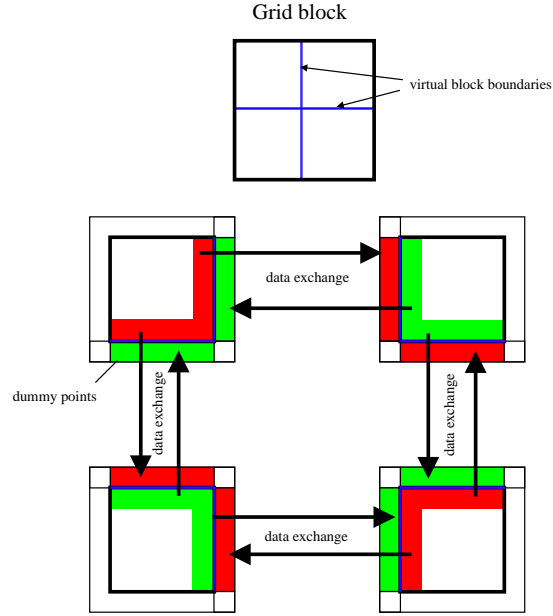 Grid block
virtual block boundaries
data exchange
dummy points
data exchange
data exchange
data exchange